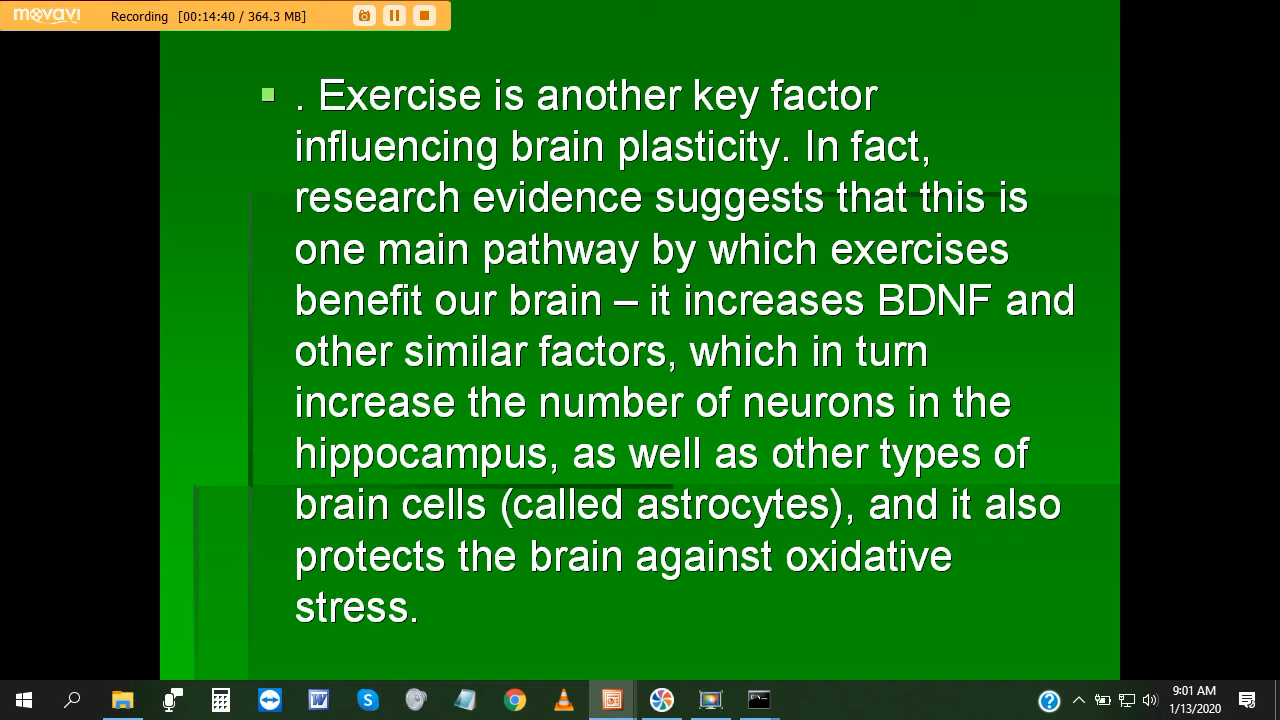 movavi
Recording [00:14:40 / 364.3 MB]
. Exercise is another key factor
influencing brain plasticity. In fact,
research evidence suggests that this is
one main pathway by which exercises
benefit our brain – it increases BDNF and
other similar factors, which in turn
increase the number of neurons in the
hippocampus, as well as other types of
brain cells (called astrocytes), and it also
protects the brain against oxidative
stress.
9:01 AM
1/13/2020